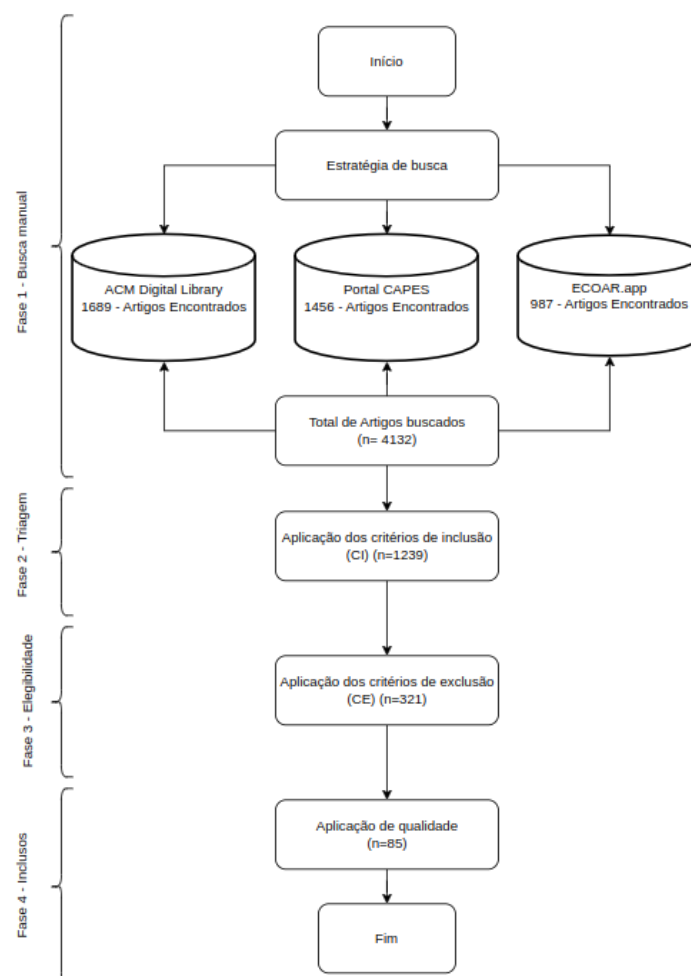 Início
Fase 1 - Busca manual
Estratégia de busca
ACM Digital Library
1689 - Artigos Encontrados
Portal CAPES
1456 - Artigos Encontrados
ECOAR.app
987 - Artigos Encontrados
Total de Artigos buscados
(n= 4132)
Fase 2 - Triagem
Aplicação dos critérios de inclusão
(CI) (n=1239)
Fase 3 - Elegibilidade
Aplicação dos critérios de exclusão
(CE) (n=321)
Fase 4 - Inclusos
Aplicação de qualidade
(n=85)
Fim